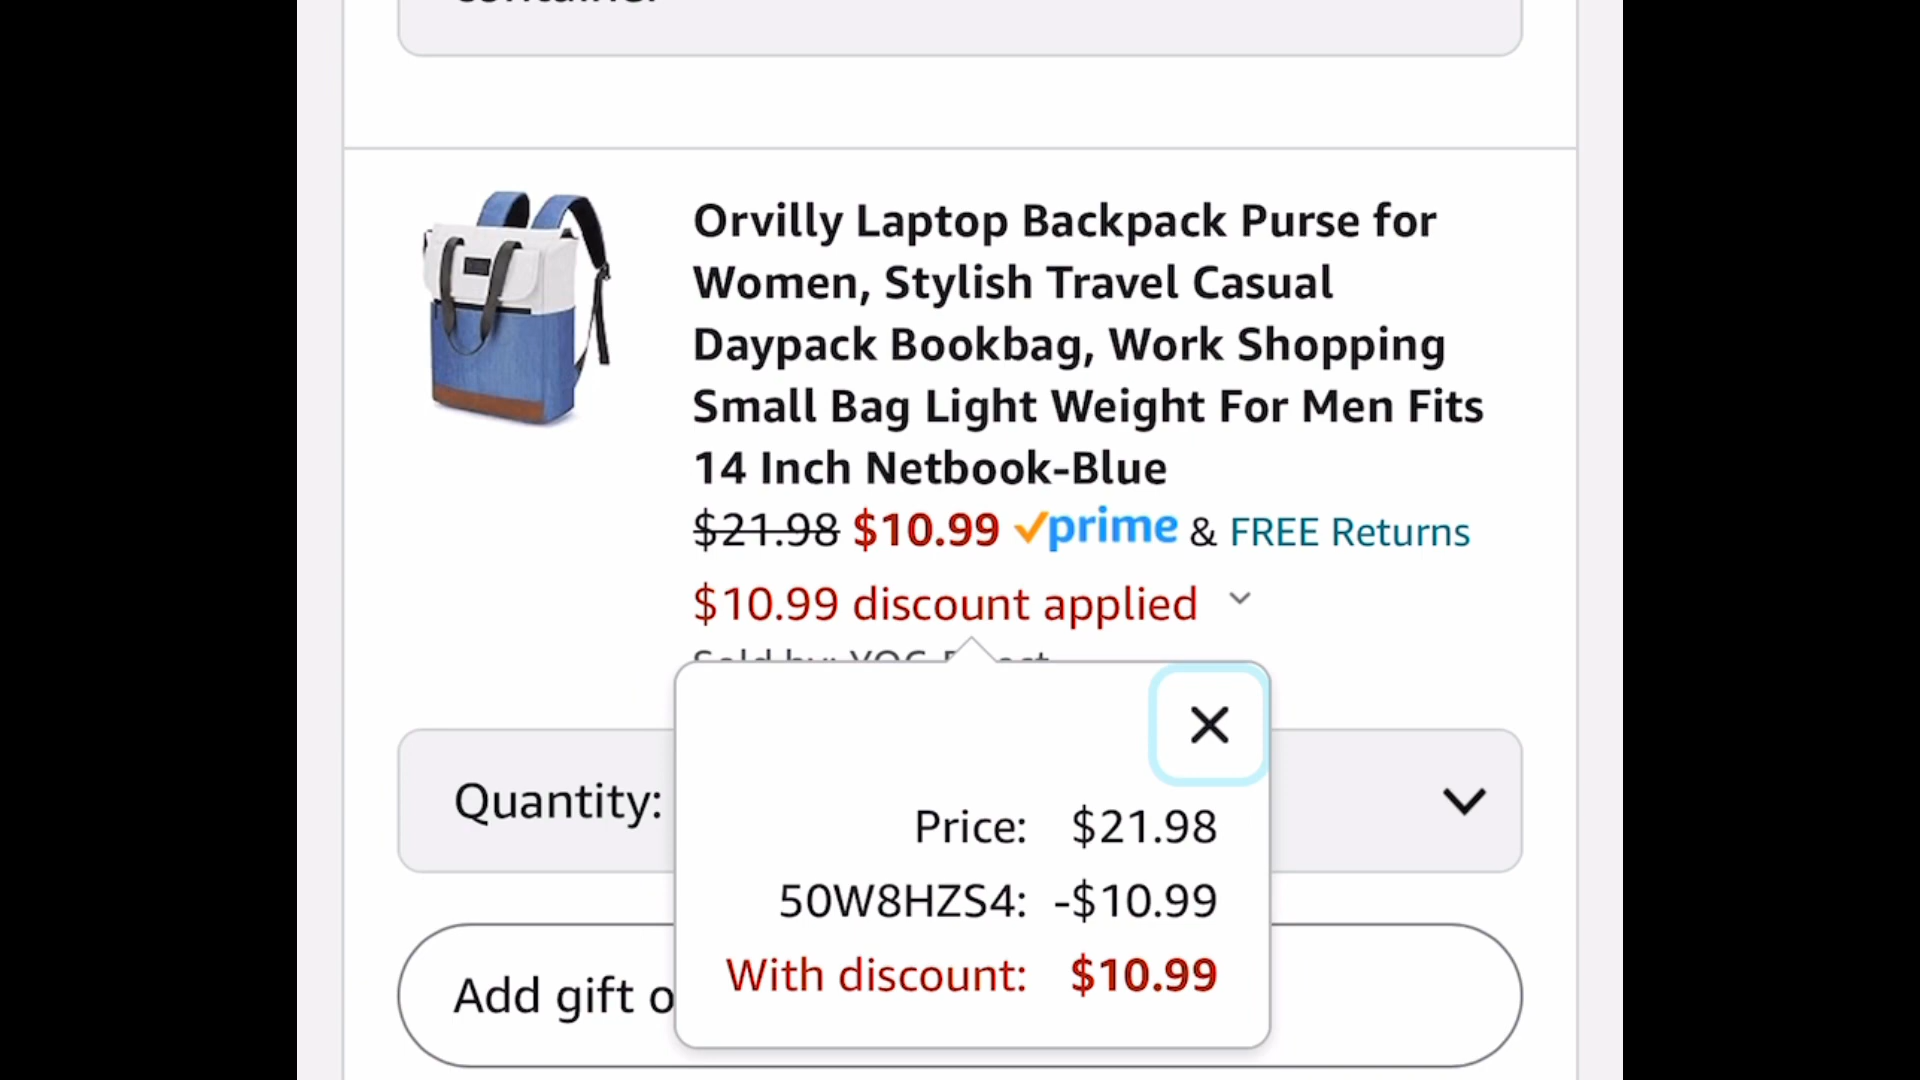 Orvilly Laptop Backpack Purse for
Women, Stylish Travel Casual
Daypack Bookbag, Work Shopping
Small Bag Light Weight For Men Fits
14 Inch Netbook-Blue
$21.98 $10.99 prime & FREE Returns
$10.99 discount applied
Sold by:
Quantity:
Price: $21.98
50W8HZS4: -$10.99
With discount: $10.99
Add gift o